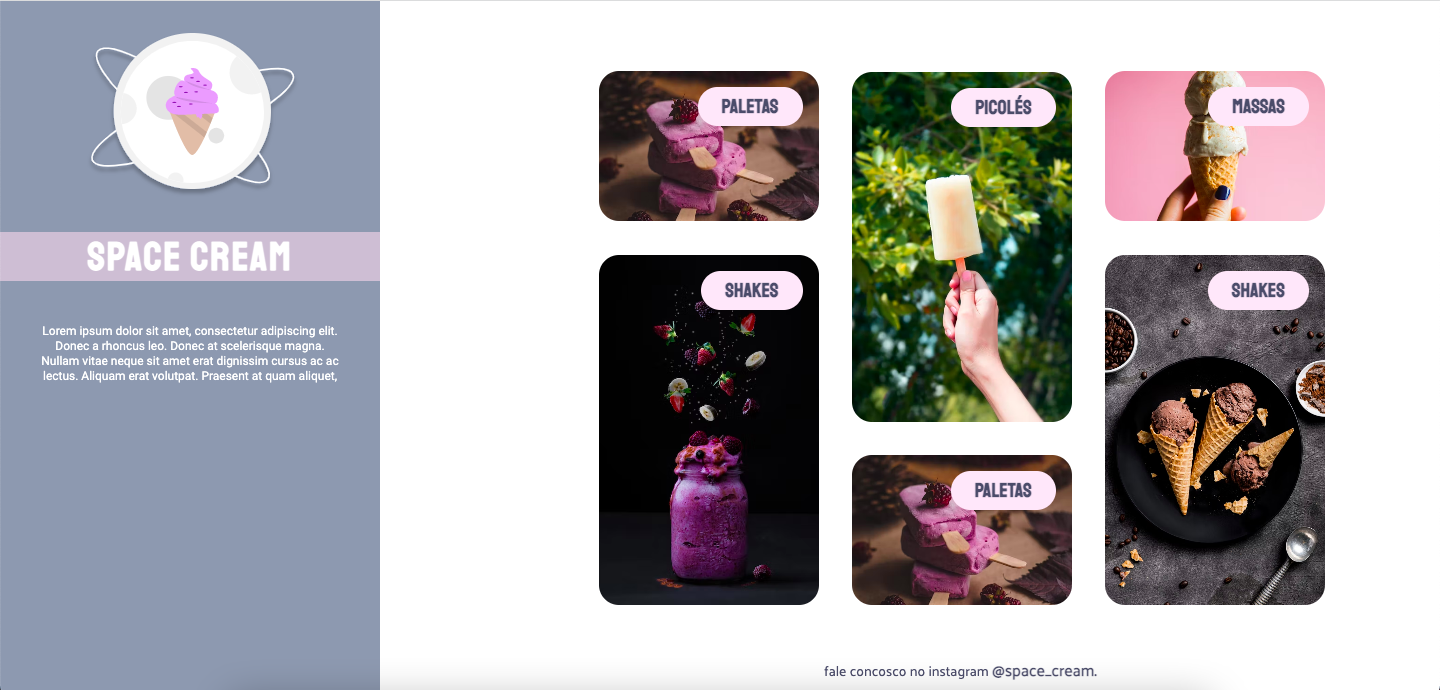 SPACE CREAM
Lorem ipsum dolor sit amet, consectetur adipiscing elit.
Donec a rhoncus leo. Donec at scelerisque magna.
Nullam vitae neque sit amet erat dignissim cursus ac ac
lectus. Aliquam erat volutpat. Praesent at quam aliquet,
PALETAS
PICOLÉS
MASSAS
SHAKES
SHAKES
PALETAS
fale concosco no instagram @space_cream.